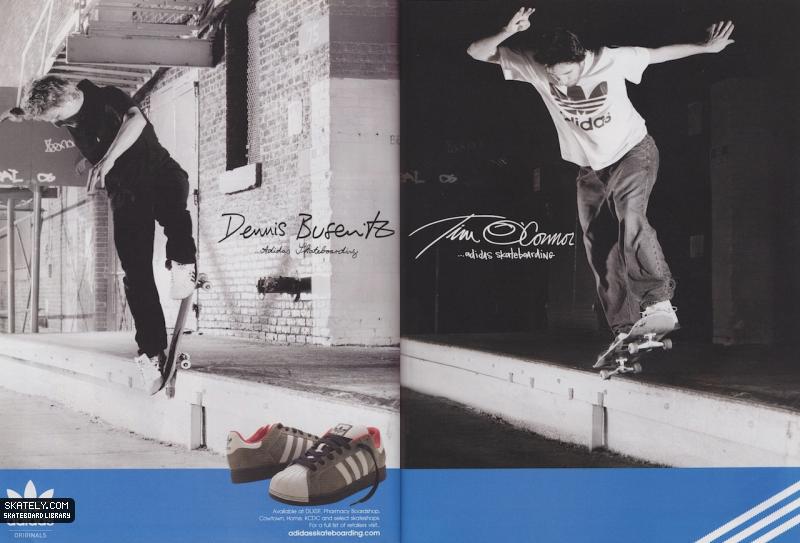 Dennis Busenitz
...adidas skateboarding
adidas
Tim O'Connor
...adidas skateboarding
SKATELY.COM
SKATEBOARD LIBRARY
adidas
ORIGINALS
Available at DLXSF, Pharmacy Boardshop,
Cowtown, Home, KCDC and select skateshops
For a full list of retailers visit..
adidasskateboarding.com